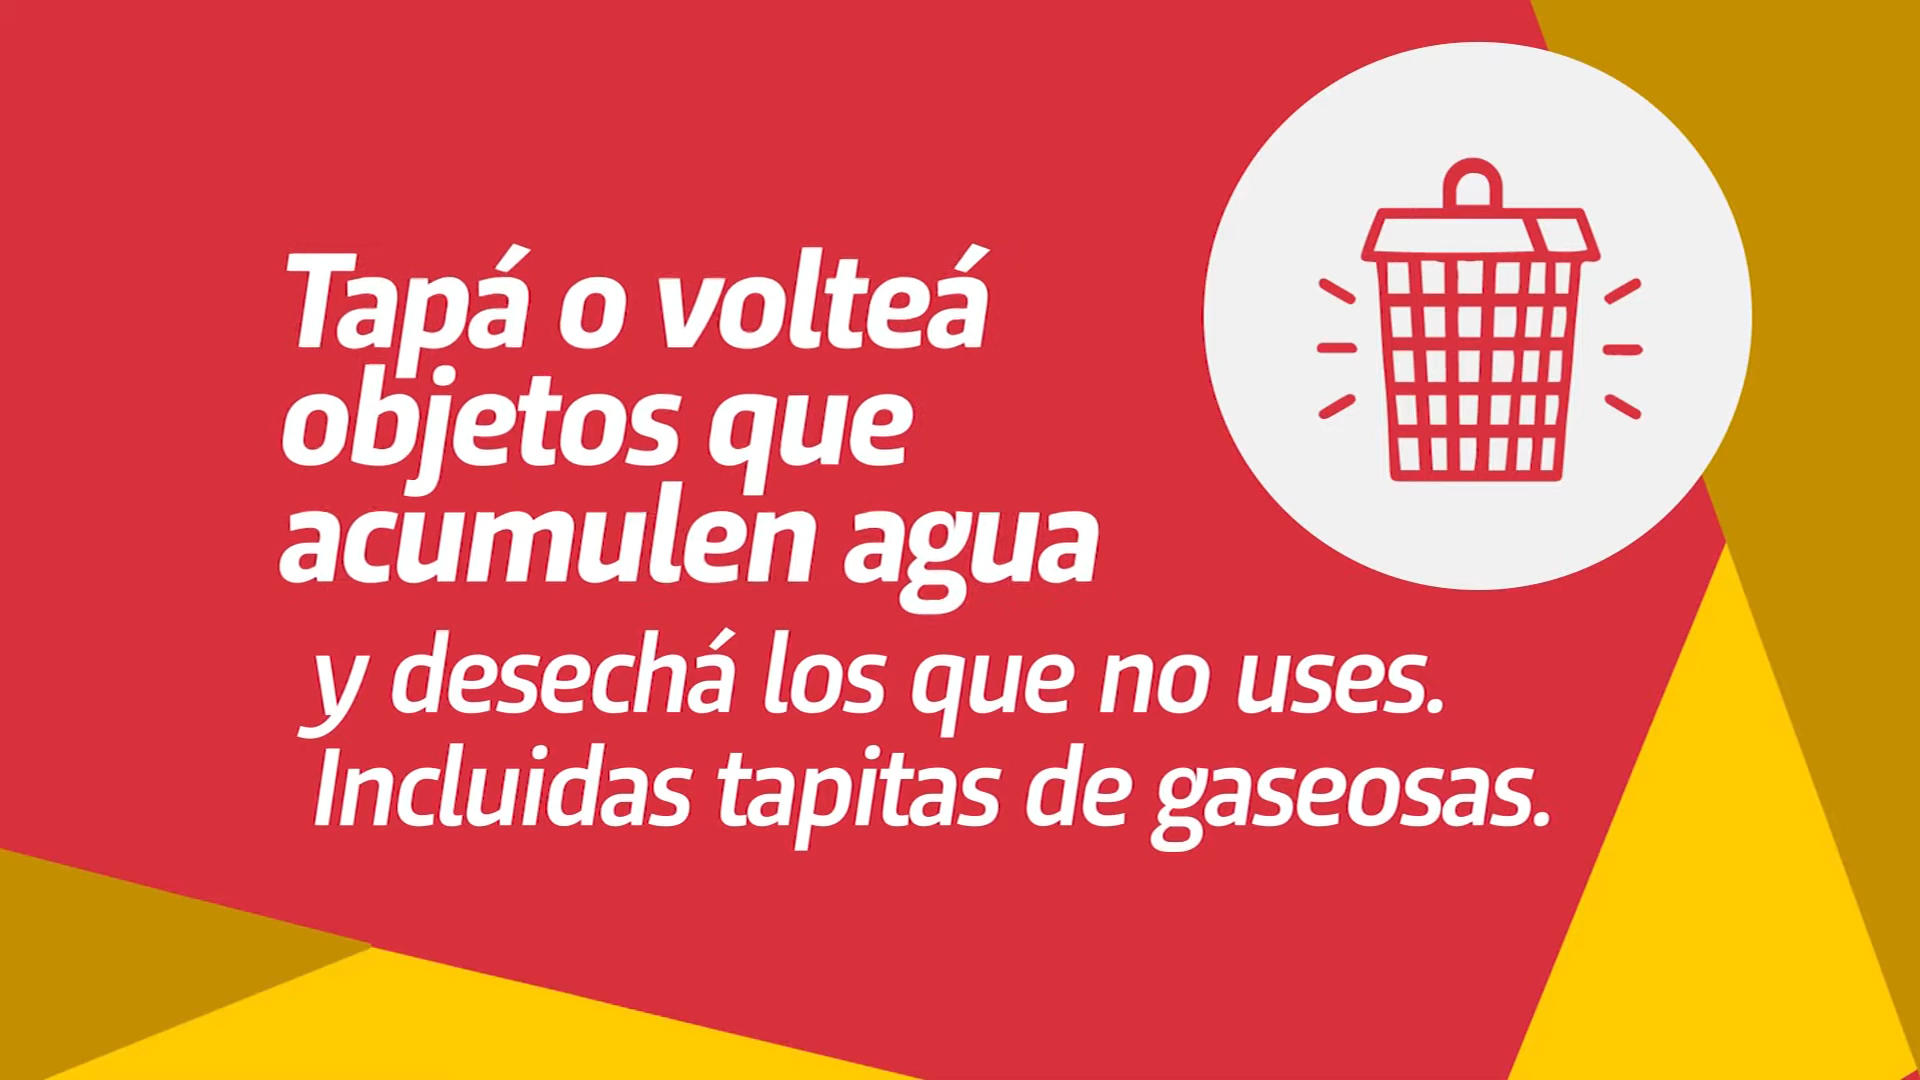 Tapá o volteá
objetos que
acumulen agua
y desechá los que no uses.
Incluidas tapitas de gaseosas.